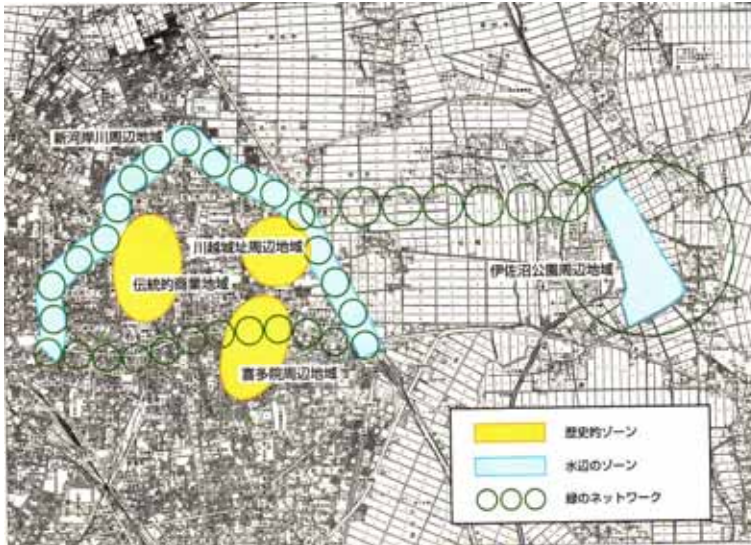 新河岸川周辺地域
川越城址周辺地域
伝統的商業地域
伊佐沼公園周辺地域
喜多院周辺地域
歴史的ゾーン
水辺のゾーン
緑のネットワーク